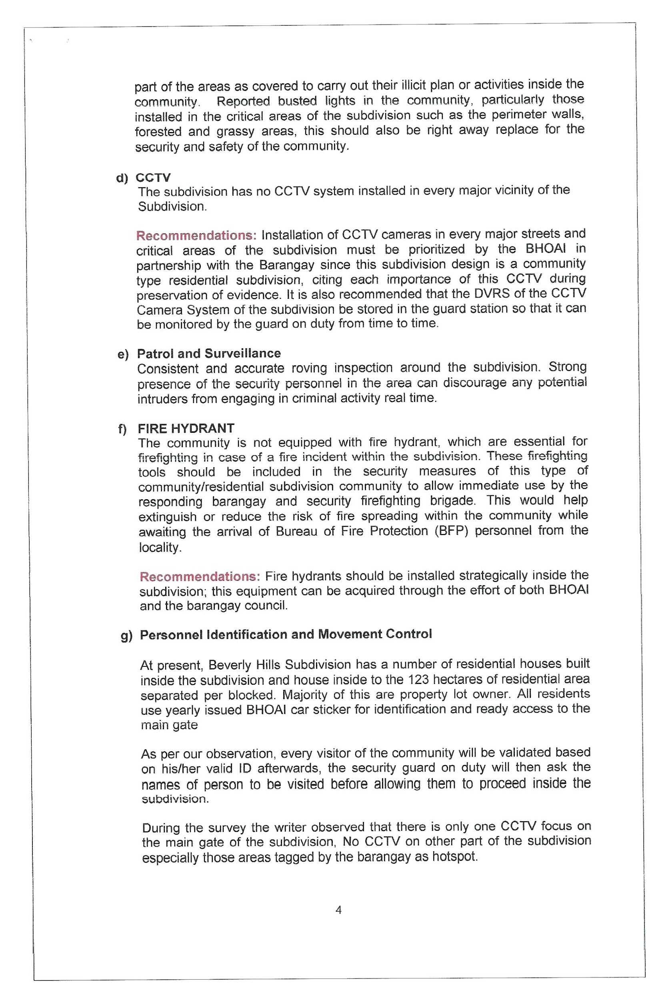 part of the areas as covered to carry out their illicit plan or activities inside the
community. Reported busted lights in the community, particularly those
installed in the critical areas of the subdivision such as the perimeter walls,
forested and grassy areas, this should also be right away replace for the
security and safety of the community.
d) CCTV
The subdivision has no CCTV system installed in every major vicinity of the
Subdivision.
Recommendations: Installation of CCTV cameras in every major streets and
critical areas of the subdivision must be prioritized by the BHOAI in
partnership with the Barangay since this subdivision design is a community
type residential subdivision, citing each importance of this CCTV during
preservation of evidence. It is also recommended that the DVRS of the CCTV
Camera System of the subdivision be stored in the guard station so that it can
be monitored by the guard on duty from time to time.
e) Patrol and Surveillance
Consistent and accurate roving inspection around the subdivision. Strong
presence of the security personnel in the area can discourage any potential
intruders from engaging in criminal activity real time.
f) FIRE HYDRANT
The community is not equipped with fire hydrant, which are essential for
firefighting in case of a fire incident within the subdivision. These firefighting
tools should be included in the security measures of this type of
community/residential subdivision community to allow immediate use by the
responding barangay and security firefighting brigade. This would help
extinguish or reduce the risk of fire spreading within the community while
awaiting the arrival of Bureau of Fire Protection (BFP) personnel from the
locality.
Recommendations: Fire hydrants should be installed strategically inside the
subdivision; this equipment can be acquired through the effort of both BHOAI
and the barangay council.
g) Personnel Identification and Movement Control
At present, Beverly Hills Subdivision has a number of residential houses built
inside the subdivision and house inside to the 123 hectares of residential area
separated per blocked. Majority of this are property lot owner. All residents
use yearly issued BHOAI car sticker for identification and ready access to the
main gate
As per our observation, every visitor of the community will be validated based
on his/her valid ID afterwards, the security guard on duty will then ask the
names of person to be visited before allowing them to proceed inside the
subdivision.
During the survey the writer observed that there is only one CCTV focus on
the main gate of the subdivision, No CCTV on other part of the subdivision
especially those areas tagged by the barangay as hotspot.
4